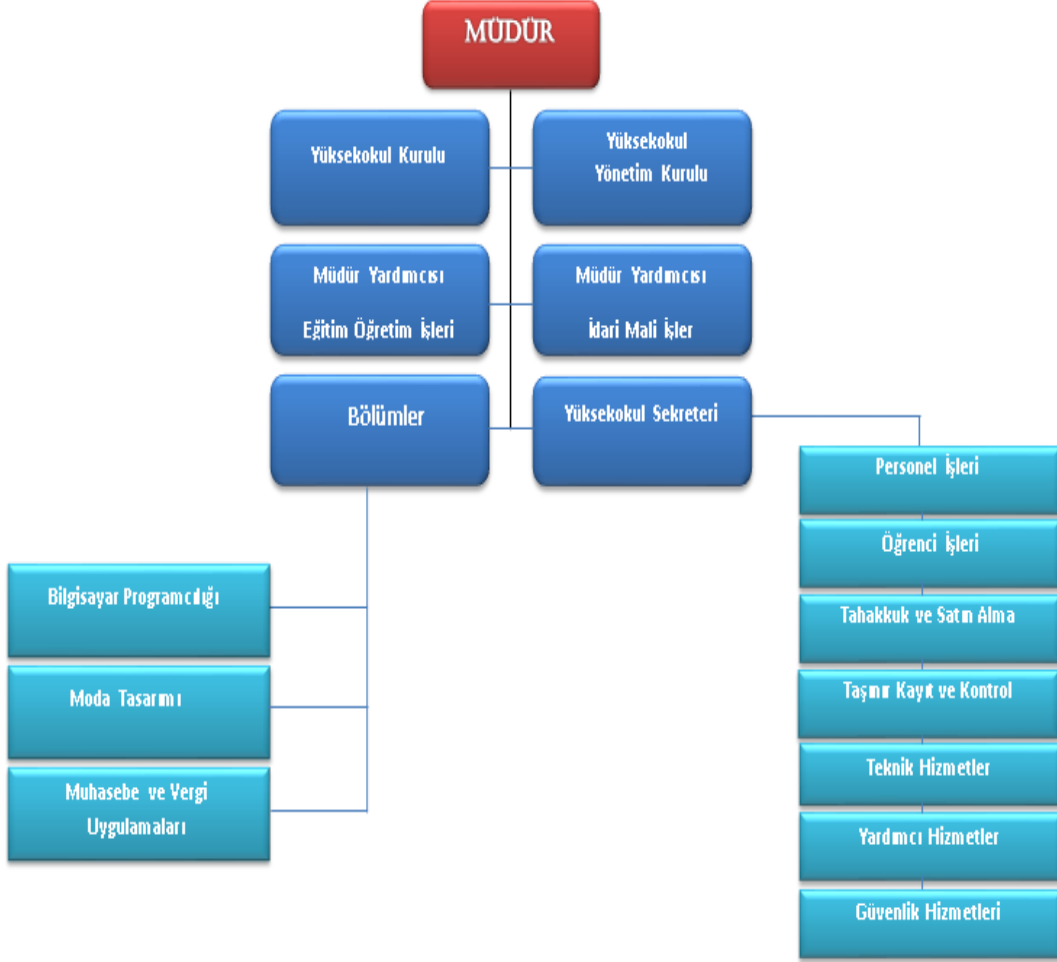 MÜDÜR
Yüksekokul Kurulu
Yüksekokul
Yönetim Kurulu
Müdür Yardımcısı
Eğitim Öğretim İşleri
Müdür Yardımcısı
İdari Mali İşler
Bölümler
Yüksekokul Sekreteri
Bilgisayar Programcılığı
Moda Tasarımı
Muhasebe ve Vergi
Uygulamaları
Personel İşleri
Öğrenci İşleri
Tahakkuk ve Satın Alma
Taşınır Kayıt ve Kontrol
Teknik Hizmetler
Yardımcı Hizmetler
Güvenlik Hizmetleri